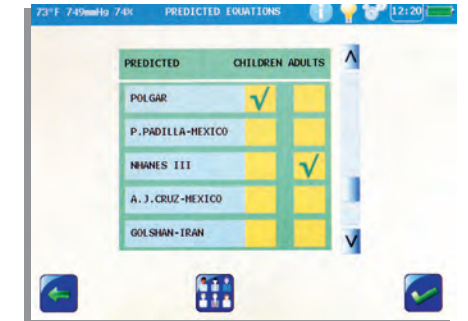 73°F 749mmHg 74% PREDICTED EQUATIONS 12:20
PREDICTED CHILDREN ADULTS
POLGAR √
P.PADILLA-MEXICO
NHANES III √
A.J.CRUZ-MEXICO
GOLSHAN-IRAN